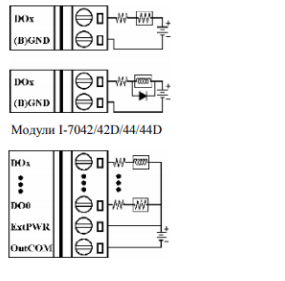 DOx
(B)GND
DOx
(B)GND
Модули I-7042/42D/44/44D
DOx
DO0
ExtPWR
OutCOM